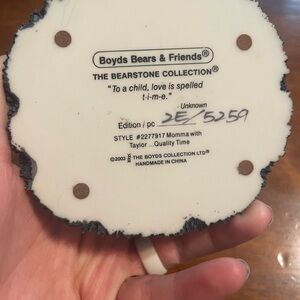 Boyds Bears & Friends®
THE BEARSTONE COLLECTION®
"To a child, love is spelled
t-i-m-e."
- Unknown
Edition / pc 2E/5259
STYLE #2277917 Momma with
Taylor ...Quality Time
©2003 THE BOYDS COLLECTION LTD®
HANDMADE IN CHINA